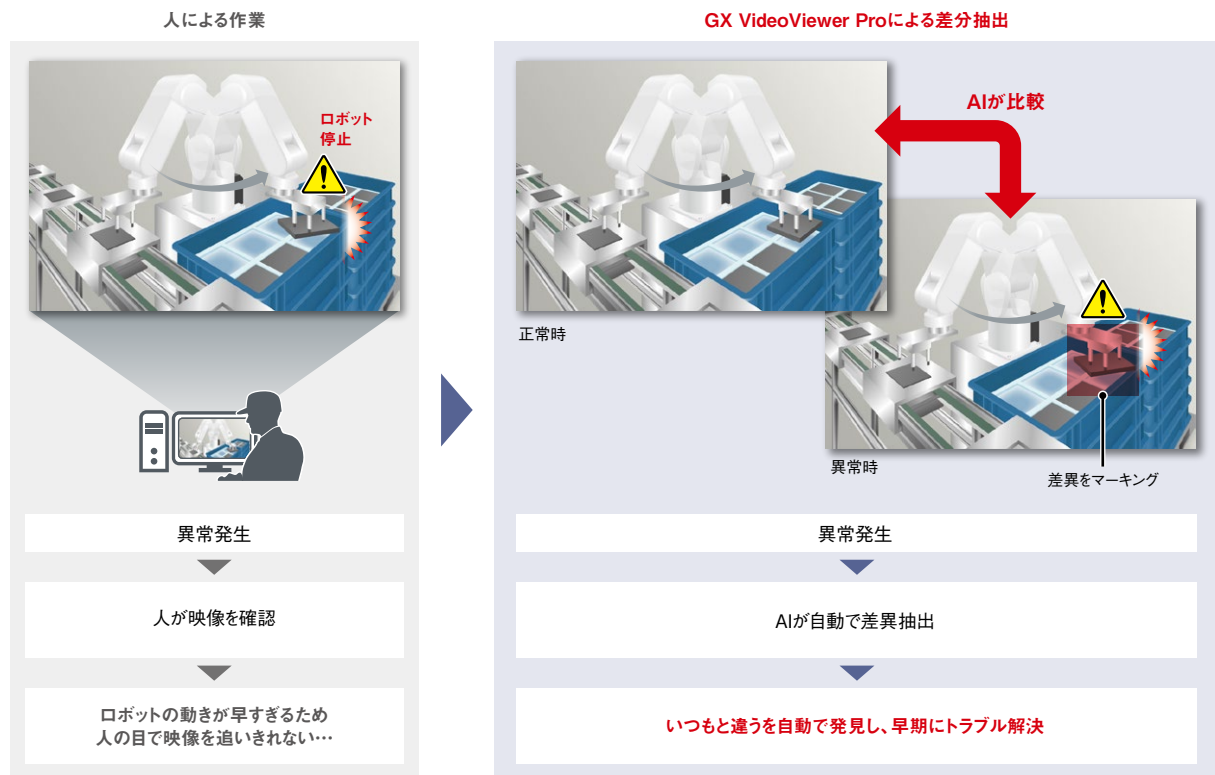 人による作業
ロボット
停止
異常発生
人が映像を確認
ロボットの動きが早すぎるため
人の目で映像を追いきれない…
GX VideoViewer Proによる差分抽出
AIが比較
正常時
異常時
差異をマーキング
異常発生
AIが自動で差異抽出
いつもと違うを自動で発見し、早期にトラブル解決